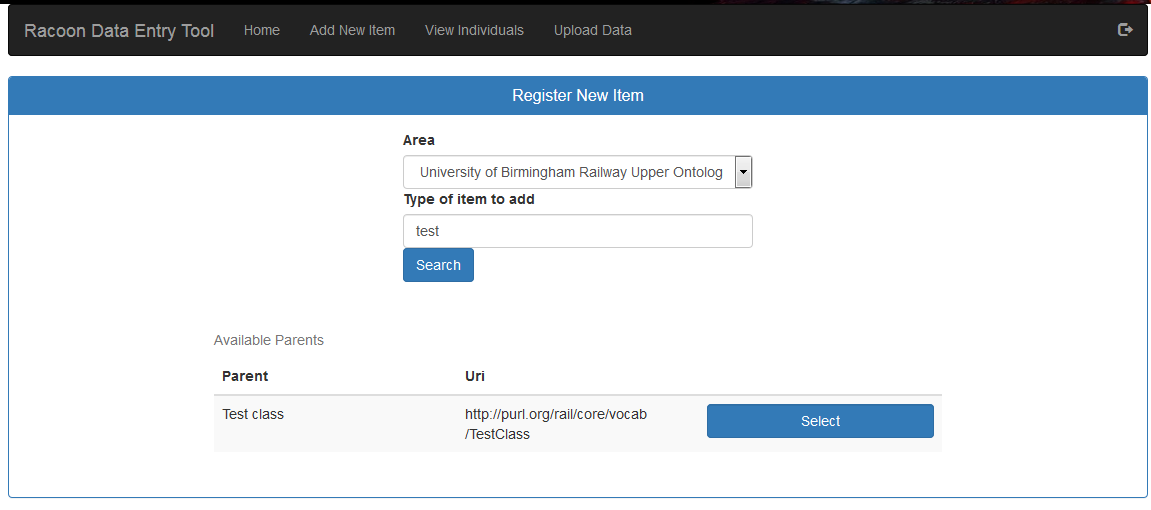 Racoon Data Entry Tool Home Add New Item View Individuals Upload Data
Register New Item
Area
University of Birmingham Railway Upper Ontolog
Type of item to add
test
Search
Available Parents
Parent Uri
Test class http://purl.org/rail/core/vocab Select
/TestClass